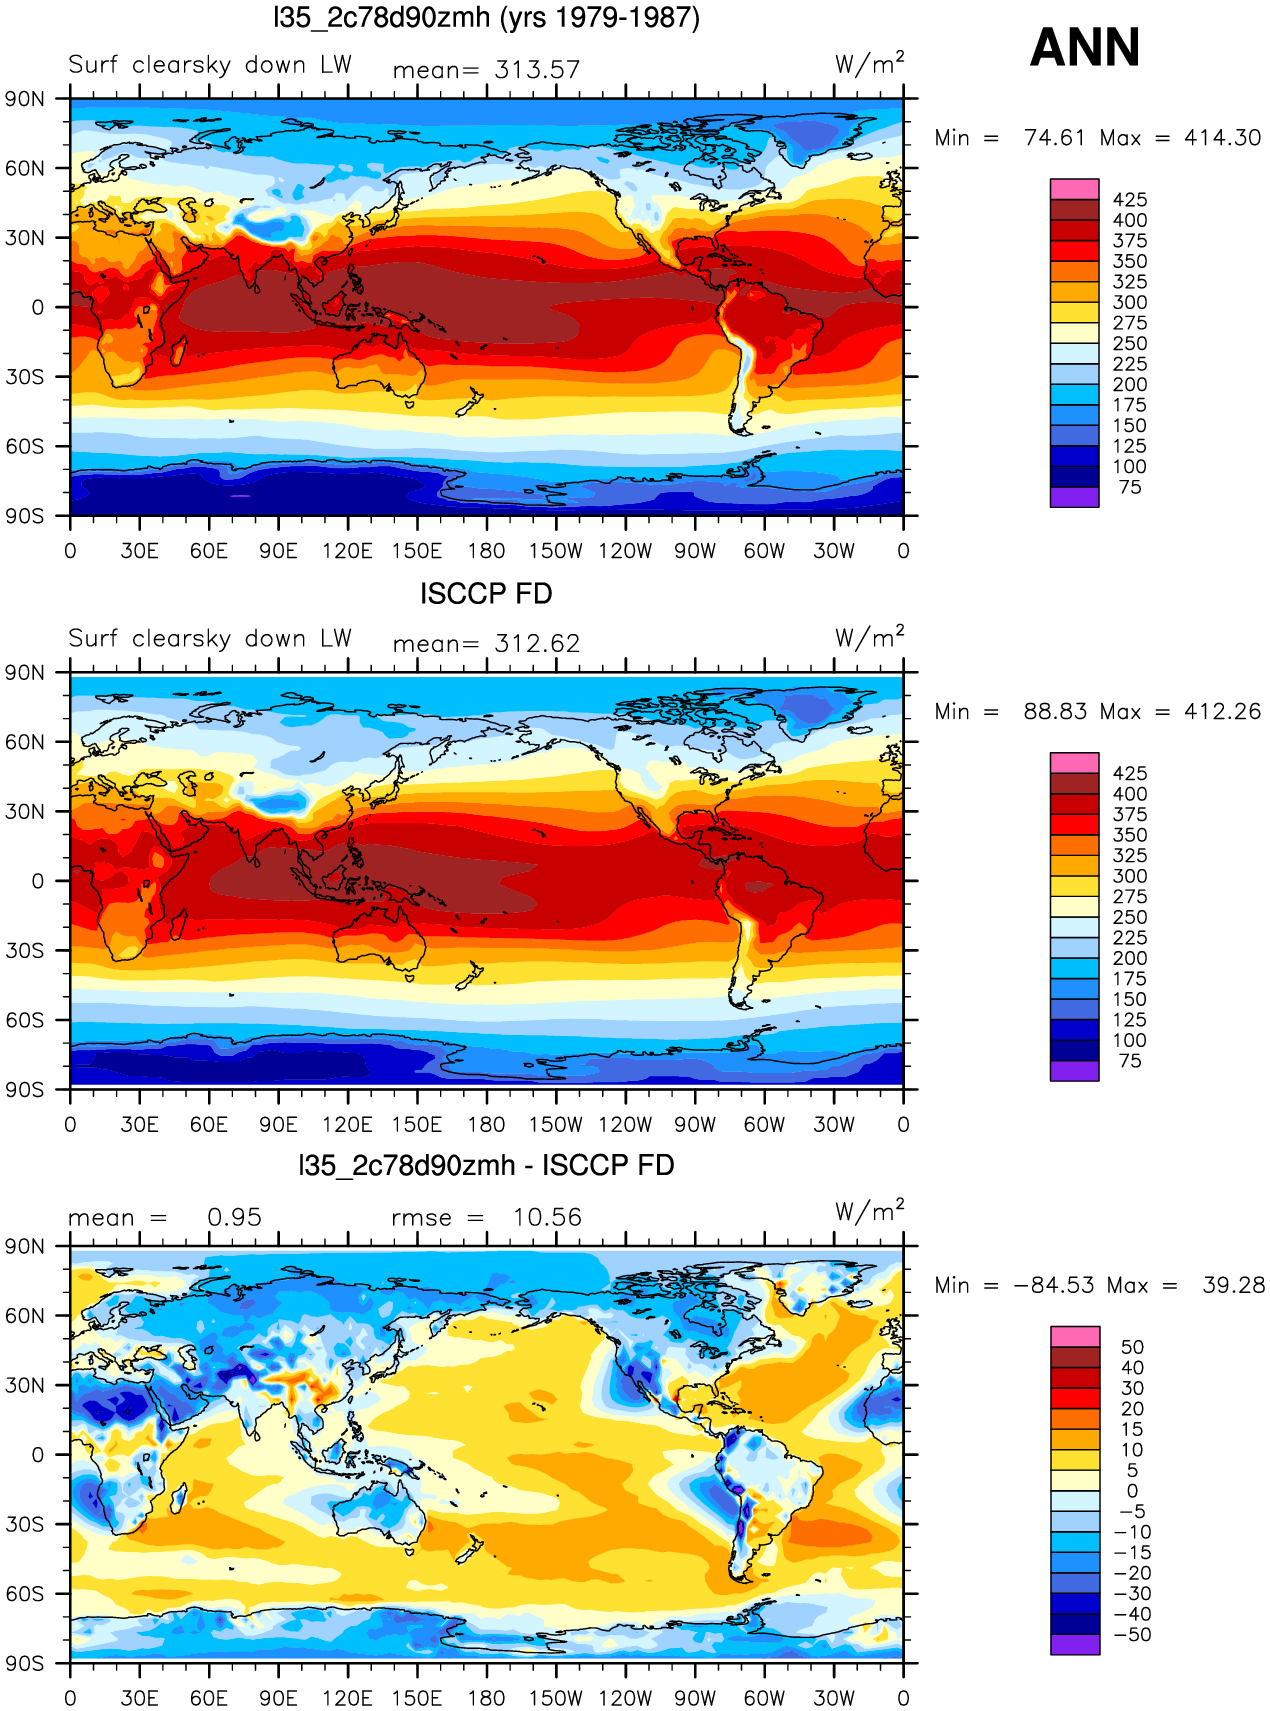 l35_2c78d90zmh (yrs 1979-1987)
ANN
Surf clearsky down LW mean= 313.57 W/m²
Min = 74.61 Max = 414.30
90N
60N
30N
0
30S
60S
90S
0 30E 60E 90E 120E 150E 180 150W 120W 90W 60W 30W 0
425
400
375
350
325
300
275
250
225
200
175
150
125
100
75
ISCCP FD
Surf clearsky down LW mean= 312.62 W/m²
Min = 88.83 Max = 412.26
90N
60N
30N
0
30S
60S
90S
0 30E 60E 90E 120E 150E 180 150W 120W 90W 60W 30W 0
425
400
375
350
325
300
275
250
225
200
175
150
125
100
75
l35_2c78d90zmh - ISCCP FD
mean = 0.95 rmse = 10.56 W/m²
Min = −84.53 Max = 39.28
90N
60N
30N
0
30S
60S
90S
0 30E 60E 90E 120E 150E 180 150W 120W 90W 60W 30W 0
50
40
30
20
15
10
5
0
−5
−10
−15
−20
−30
−40
−50